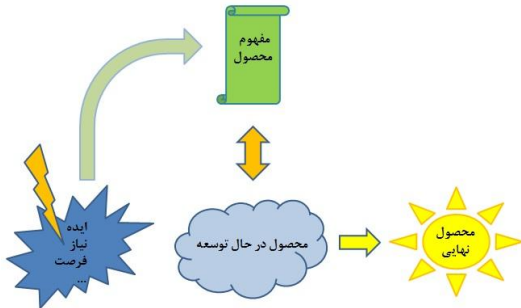 مفهوم
محصول
ایده
نیاز
فرصت
...
محصول در حال توسعه
محصول
نهایی